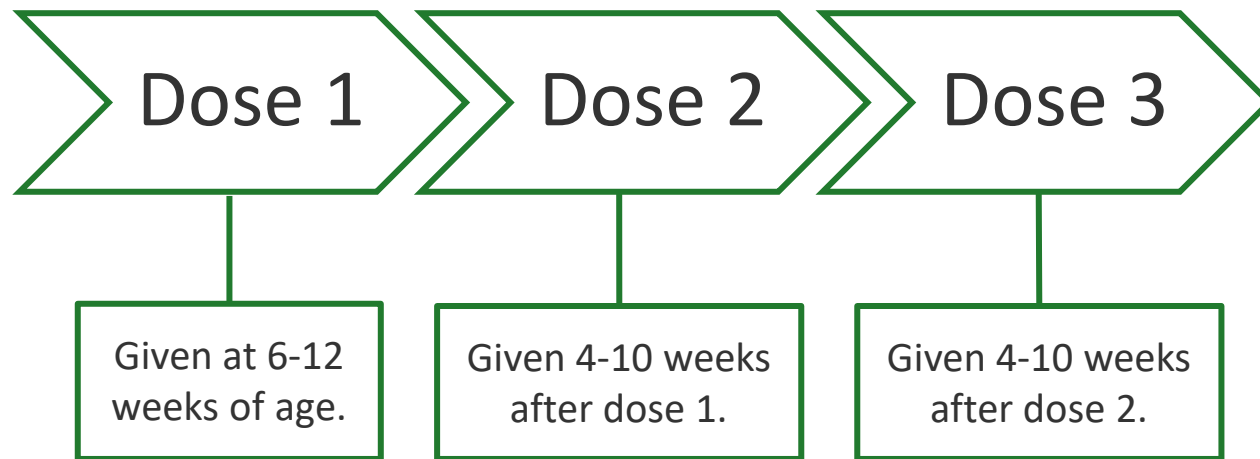 Dose 1
Dose 2
Dose 3
Given at 6-12
weeks of age.
Given 4-10 weeks
after dose 1.
Given 4-10 weeks
after dose 2.